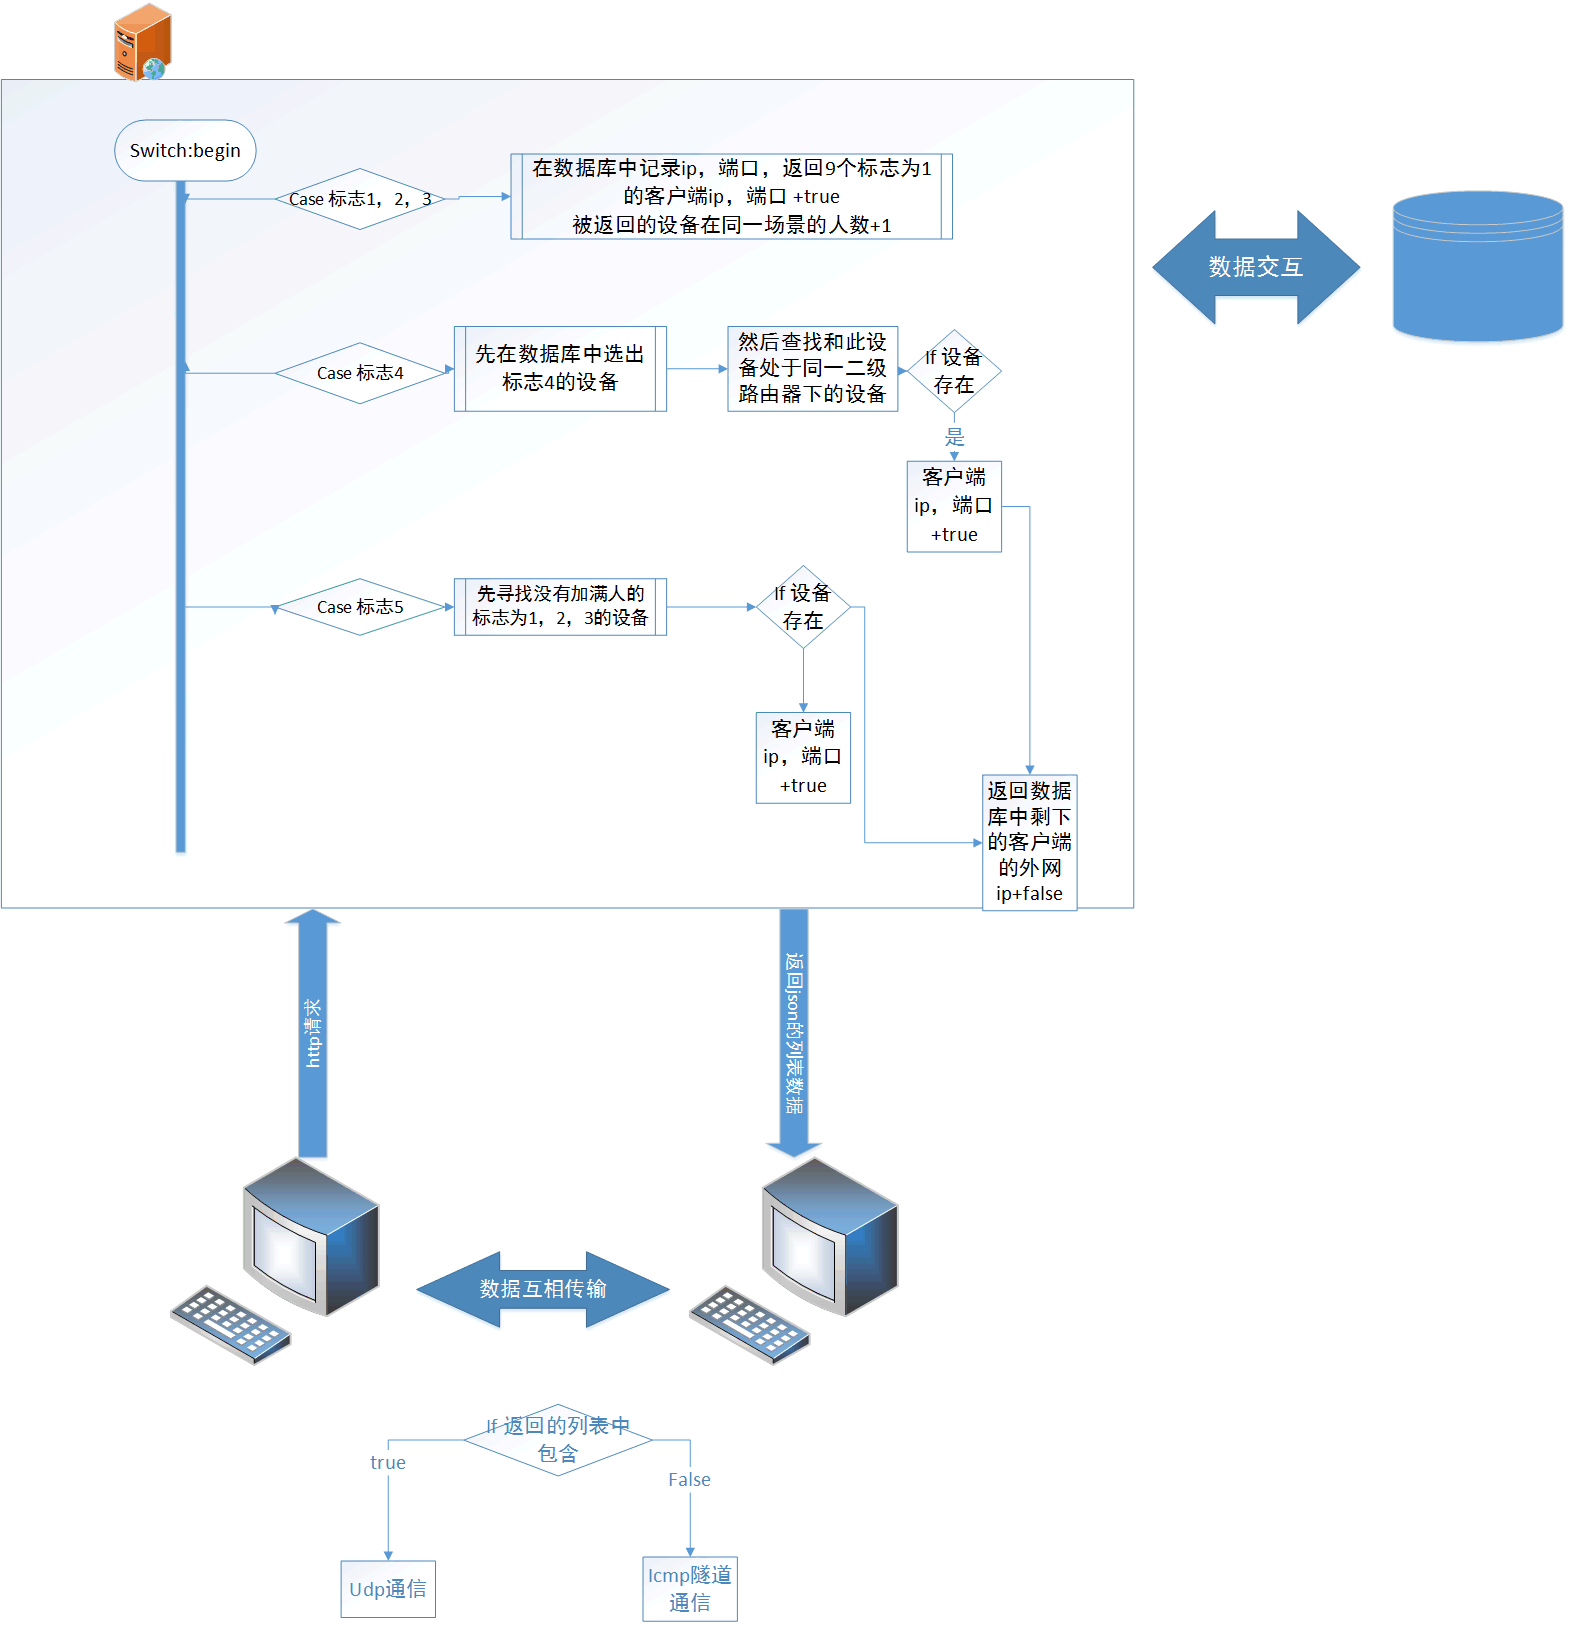 Switch:begin
Case 标志1，2，3
在数据库中记录ip，端口，返回9个标志为1
的客户端ip，端口 +true
被返回的设备在同一场景的人数+1
数据交互
Case 标志4
先在数据库中选出
标志4的设备
然后查找和此设
备处于同一二级
路由器下的设备
If 设备
存在
是
客户端
ip，端口
+true
Case 标志5
先寻找没有加满人的
标志为1，2，3的设备
If 设备
存在
客户端
ip，端口
+true
返回数据
库中剩下
的客户端
的外网
ip+false
http请求
返回json的列表数据
数据互相传输
If 返回的列表中
包含
true
False
Udp通信
Icmp隧道
通信